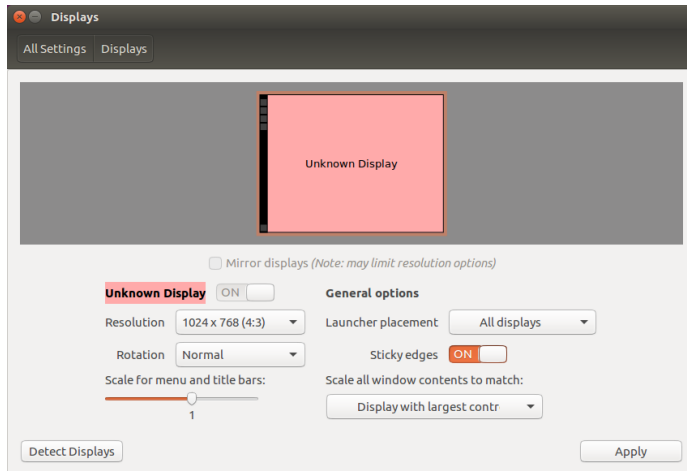 Displays
All Settings Displays
Unknown Display
Mirror displays (Note: may limit resolution options)
Unknown Display ON General options
Resolution 1024 x 768 (4:3) Launcher placement All displays
Rotation Normal Sticky edges ON
Scale for menu and title bars: Scale all window contents to match:
Display with largest contr
1
Detect Displays Apply